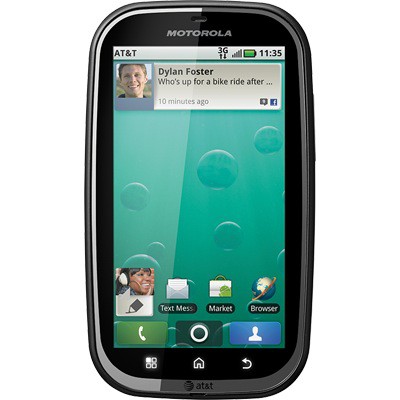 MOTOROLA
AT&T 3G 11:35
Dylan Foster
Who's up for a bike ride after ...
10 minutes ago
Text Mess Market Browser
at&t